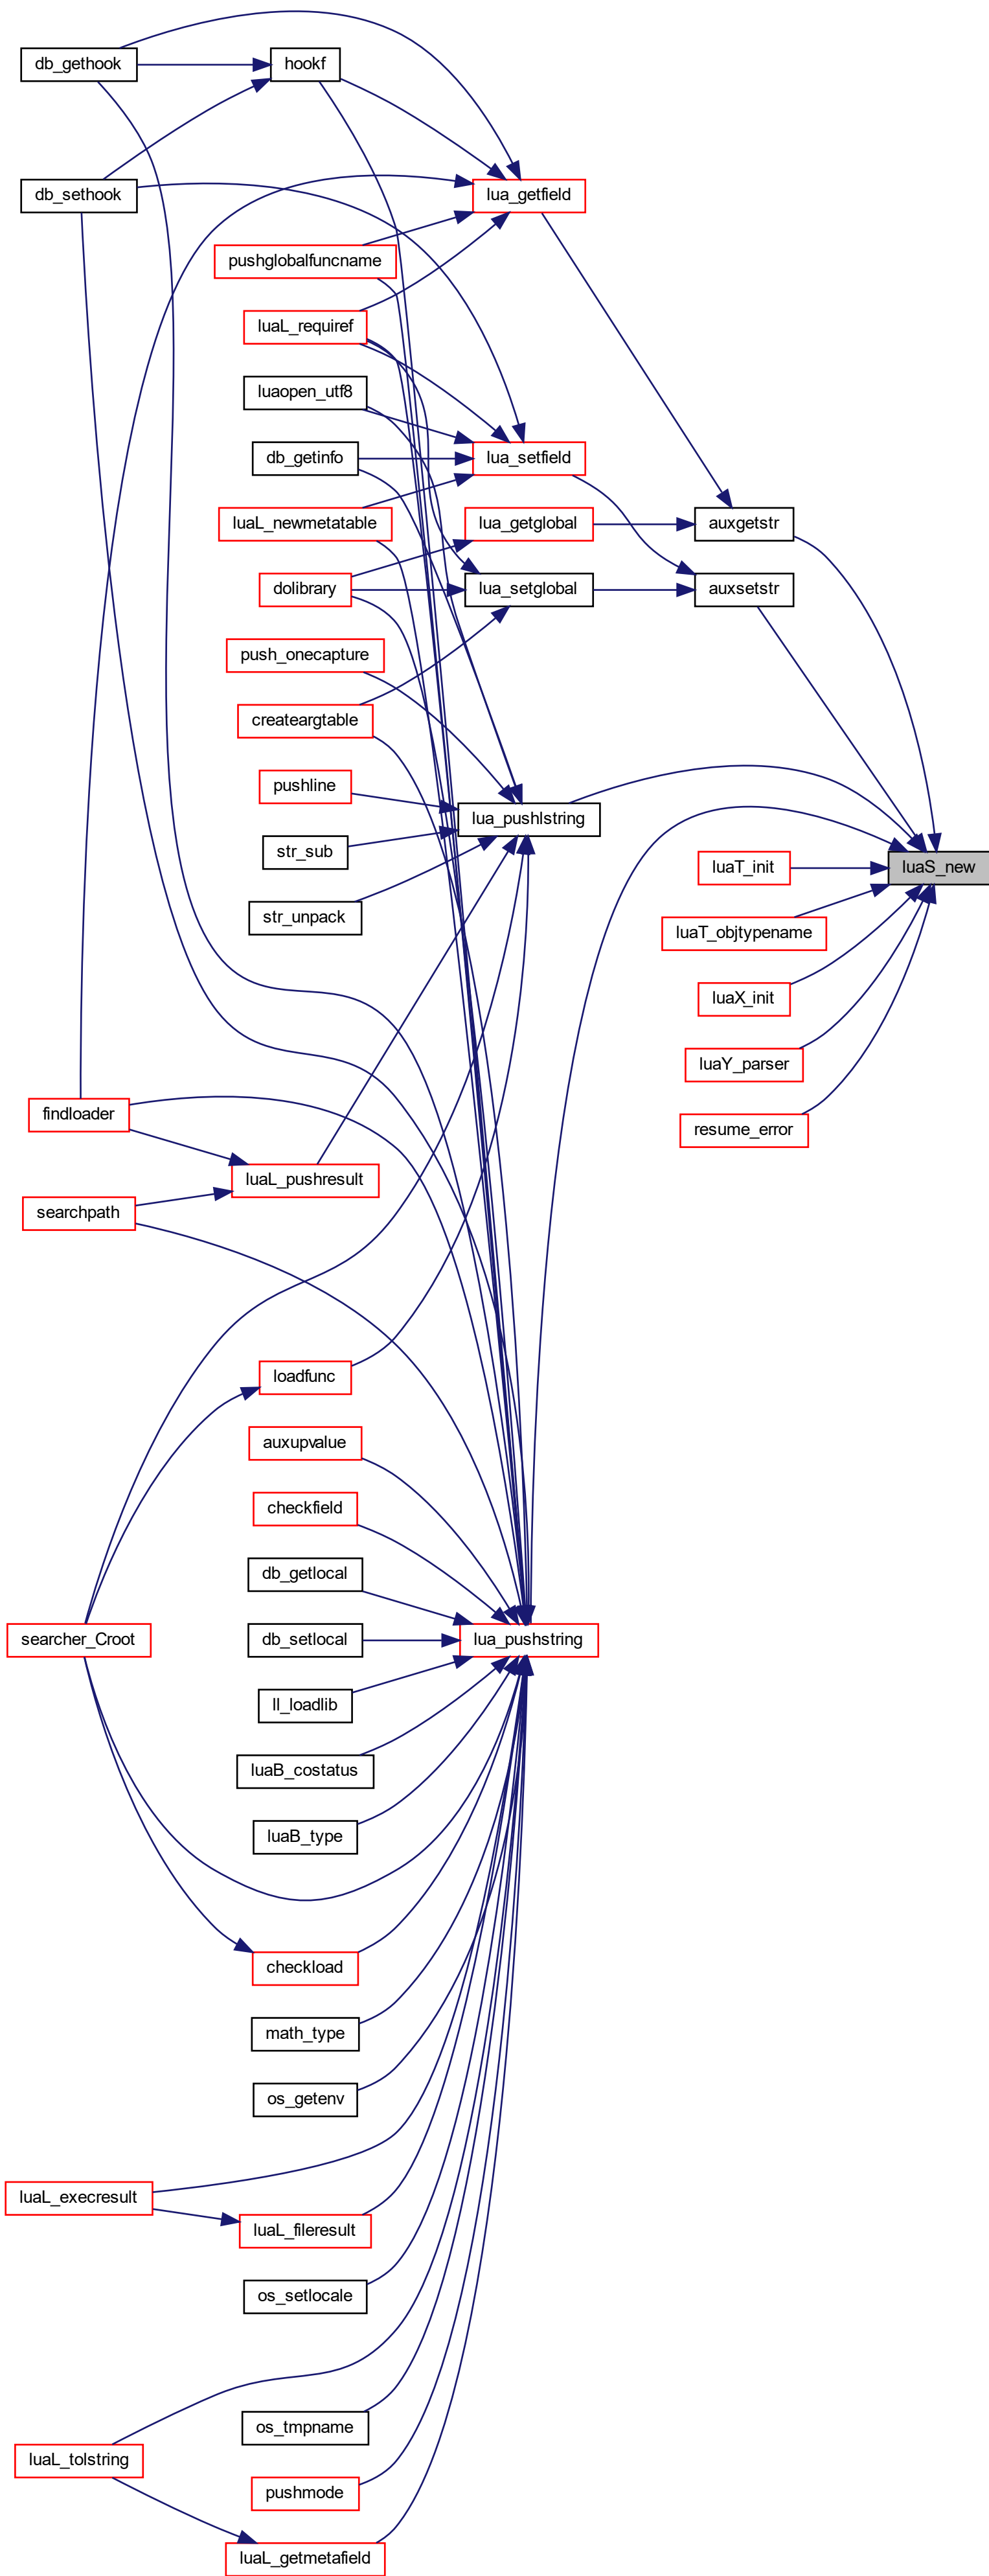 db_gethook
hookf
db_sethook
lua_getfield
pushglobalfuncname
luaL_requiref
luaopen_utf8
db_getinfo
lua_setfield
luaL_newmetatable
lua_getglobal
auxgetstr
dolibrary
lua_setglobal
auxsetstr
push_onecapture
createargtable
pushline
lua_pushlstring
str_sub
luaT_init
luaS_new
str_unpack
luaT_objtypename
luaX_init
luaY_parser
findloader
resume_error
luaL_pushresult
searchpath
loadfunc
auxupvalue
checkfield
db_getlocal
searcher_Croot
db_setlocal
lua_pushstring
ll_loadlib
luaB_costatus
luaB_type
checkload
math_type
os_getenv
luaL_execresult
luaL_fileresult
os_setlocale
os_tmpname
luaL_tolstring
pushmode
luaL_getmetafield